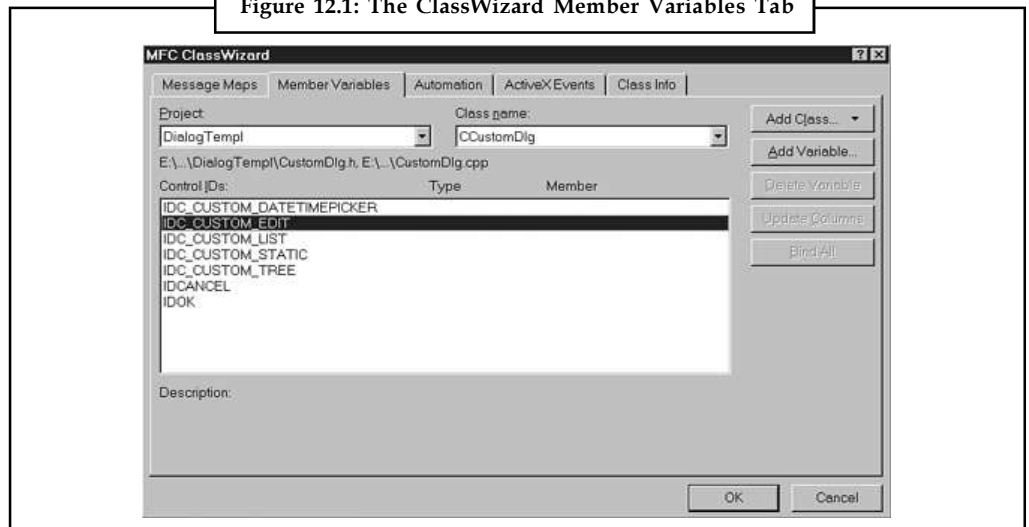 Figure 12.1: The ClassWizard Member Variables Tab
MFC ClassWizard
Message Maps Member Variables Automation ActiveX Events Class Info
Project: Class name:
DialogTempl CCustomDlg
Add Class...
Add Variable...
E:\...\DialogTempl\CustomDlg.h, E:\...\CustomDlg.cpp
Control IDs: Type Member
Delete Variable
IDC_CUSTOM_DATETIMEPICKER
IDC_CUSTOM_EDIT
Update Columns
IDC_CUSTOM_LIST
IDC_CUSTOM_STATIC
Bind All
IDC_CUSTOM_TREE
IDCANCEL
IDOK
Description:
OK Cancel